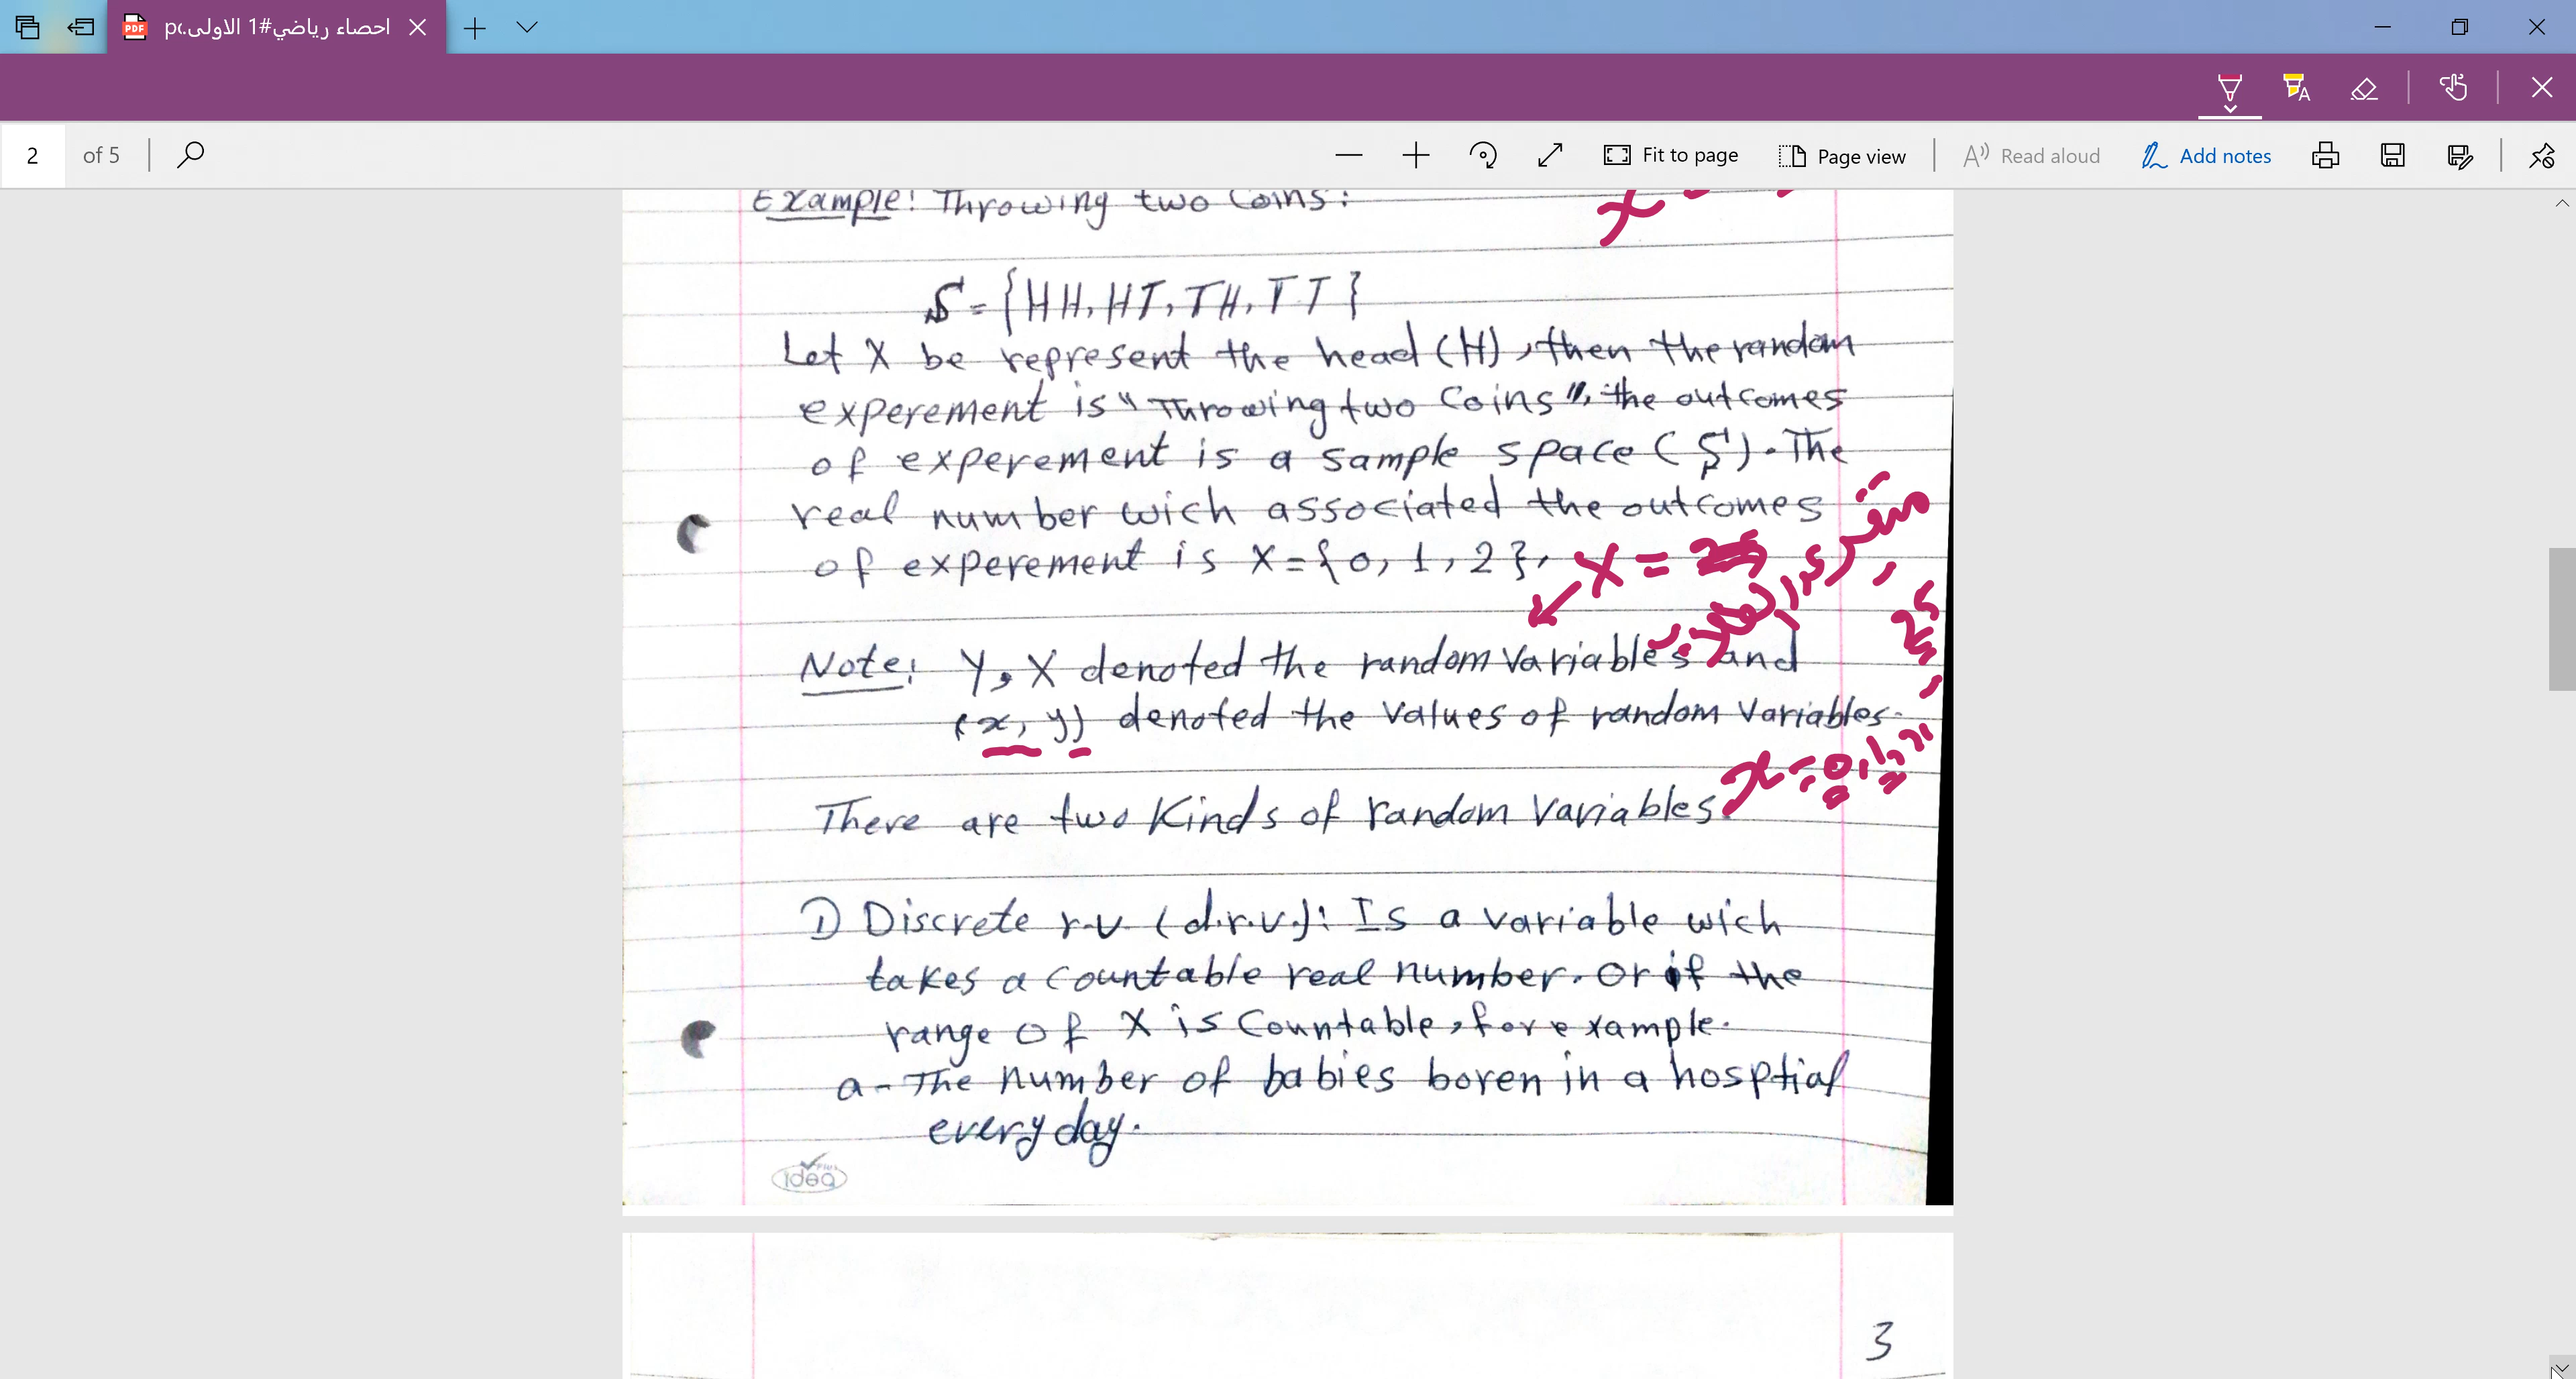 احصاء رياضي#1 الاولى.pd
2 of 5
Fit to page
Page view
Read aloud
Add notes
Example: Throwing two Coins:
x
S = {HH, HT, TH, TT}
Let X be represent the head (H), then the random
experement is "Throwing two Coins", the outcomes
of experement is a sample space (S). The
real number wich associated the outcomes
of experement is X = {0, 1, 2}.
X =
Note: Y, X denoted the random variables and
(x, y) denoted the values of random variables.
x = 0, 1, 2
There are two Kinds of random variables.
① Discrete r.v. (d.r.v.): Is a variable wich
takes a countable real number. Or if the
range of X is Countable, for example.
a - The number of babies boren in a hosptial
every day.
idea
3